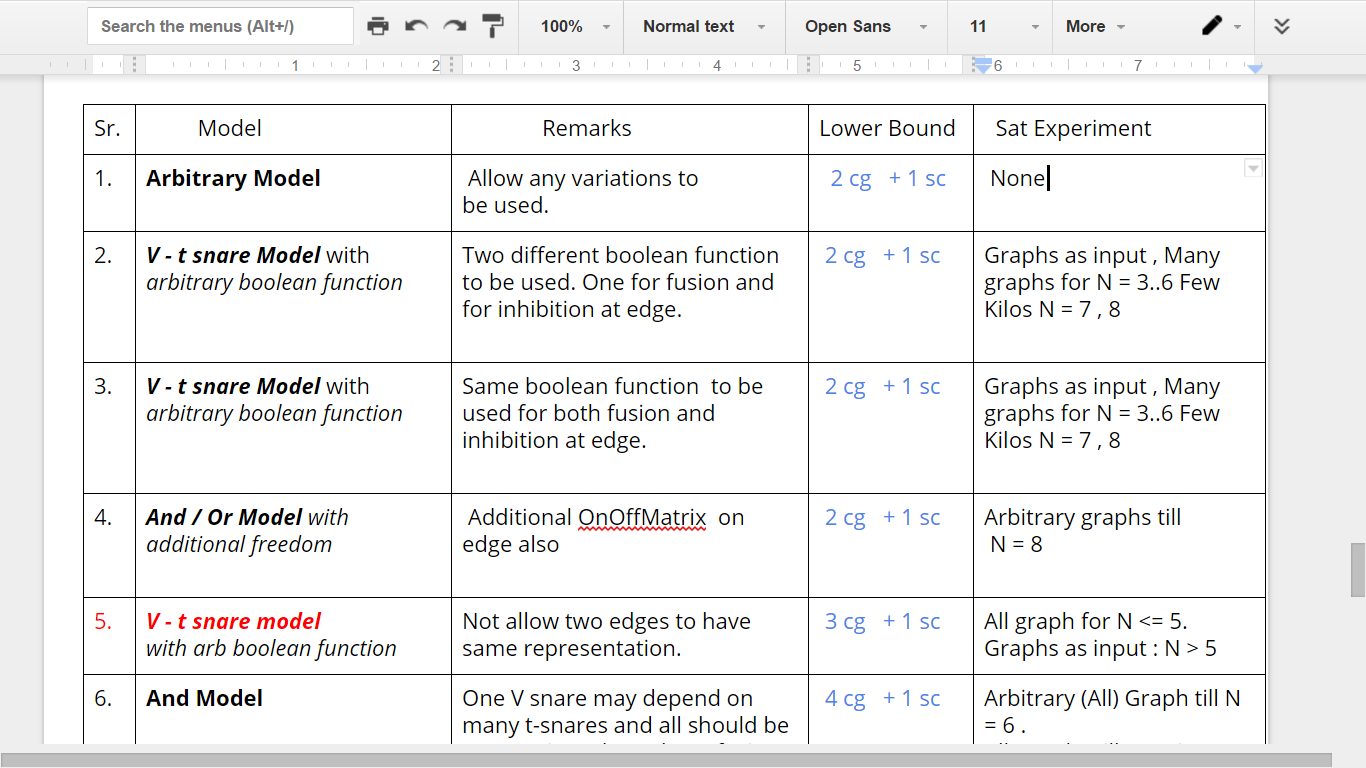 Search the menus (Alt+/)
100%
Normal text
Open Sans
11
More
1 2 3 4 5 6 7
Sr. Model Remarks Lower Bound Sat Experiment
1. Arbitrary Model Allow any variations to 2 cg + 1 sc None
be used.
2. V - t snare Model with Two different boolean function 2 cg + 1 sc Graphs as input , Many
arbitrary boolean function to be used. One for fusion and graphs for N = 3..6 Few
for inhibition at edge. Kilos N = 7 , 8
3. V - t snare Model with Same boolean function to be 2 cg + 1 sc Graphs as input , Many
arbitrary boolean function used for both fusion and graphs for N = 3..6 Few
inhibition at edge. Kilos N = 7 , 8
4. And / Or Model with Additional OnOffMatrix on 2 cg + 1 sc Arbitrary graphs till
additional freedom edge also N = 8
5. V - t snare model Not allow two edges to have 3 cg + 1 sc All graph for N <= 5.
with arb boolean function same representation. Graphs as input : N > 5
6. And Model One V snare may depend on 4 cg + 1 sc Arbitrary (All) Graph till N
many t-snares and all should be = 6 .